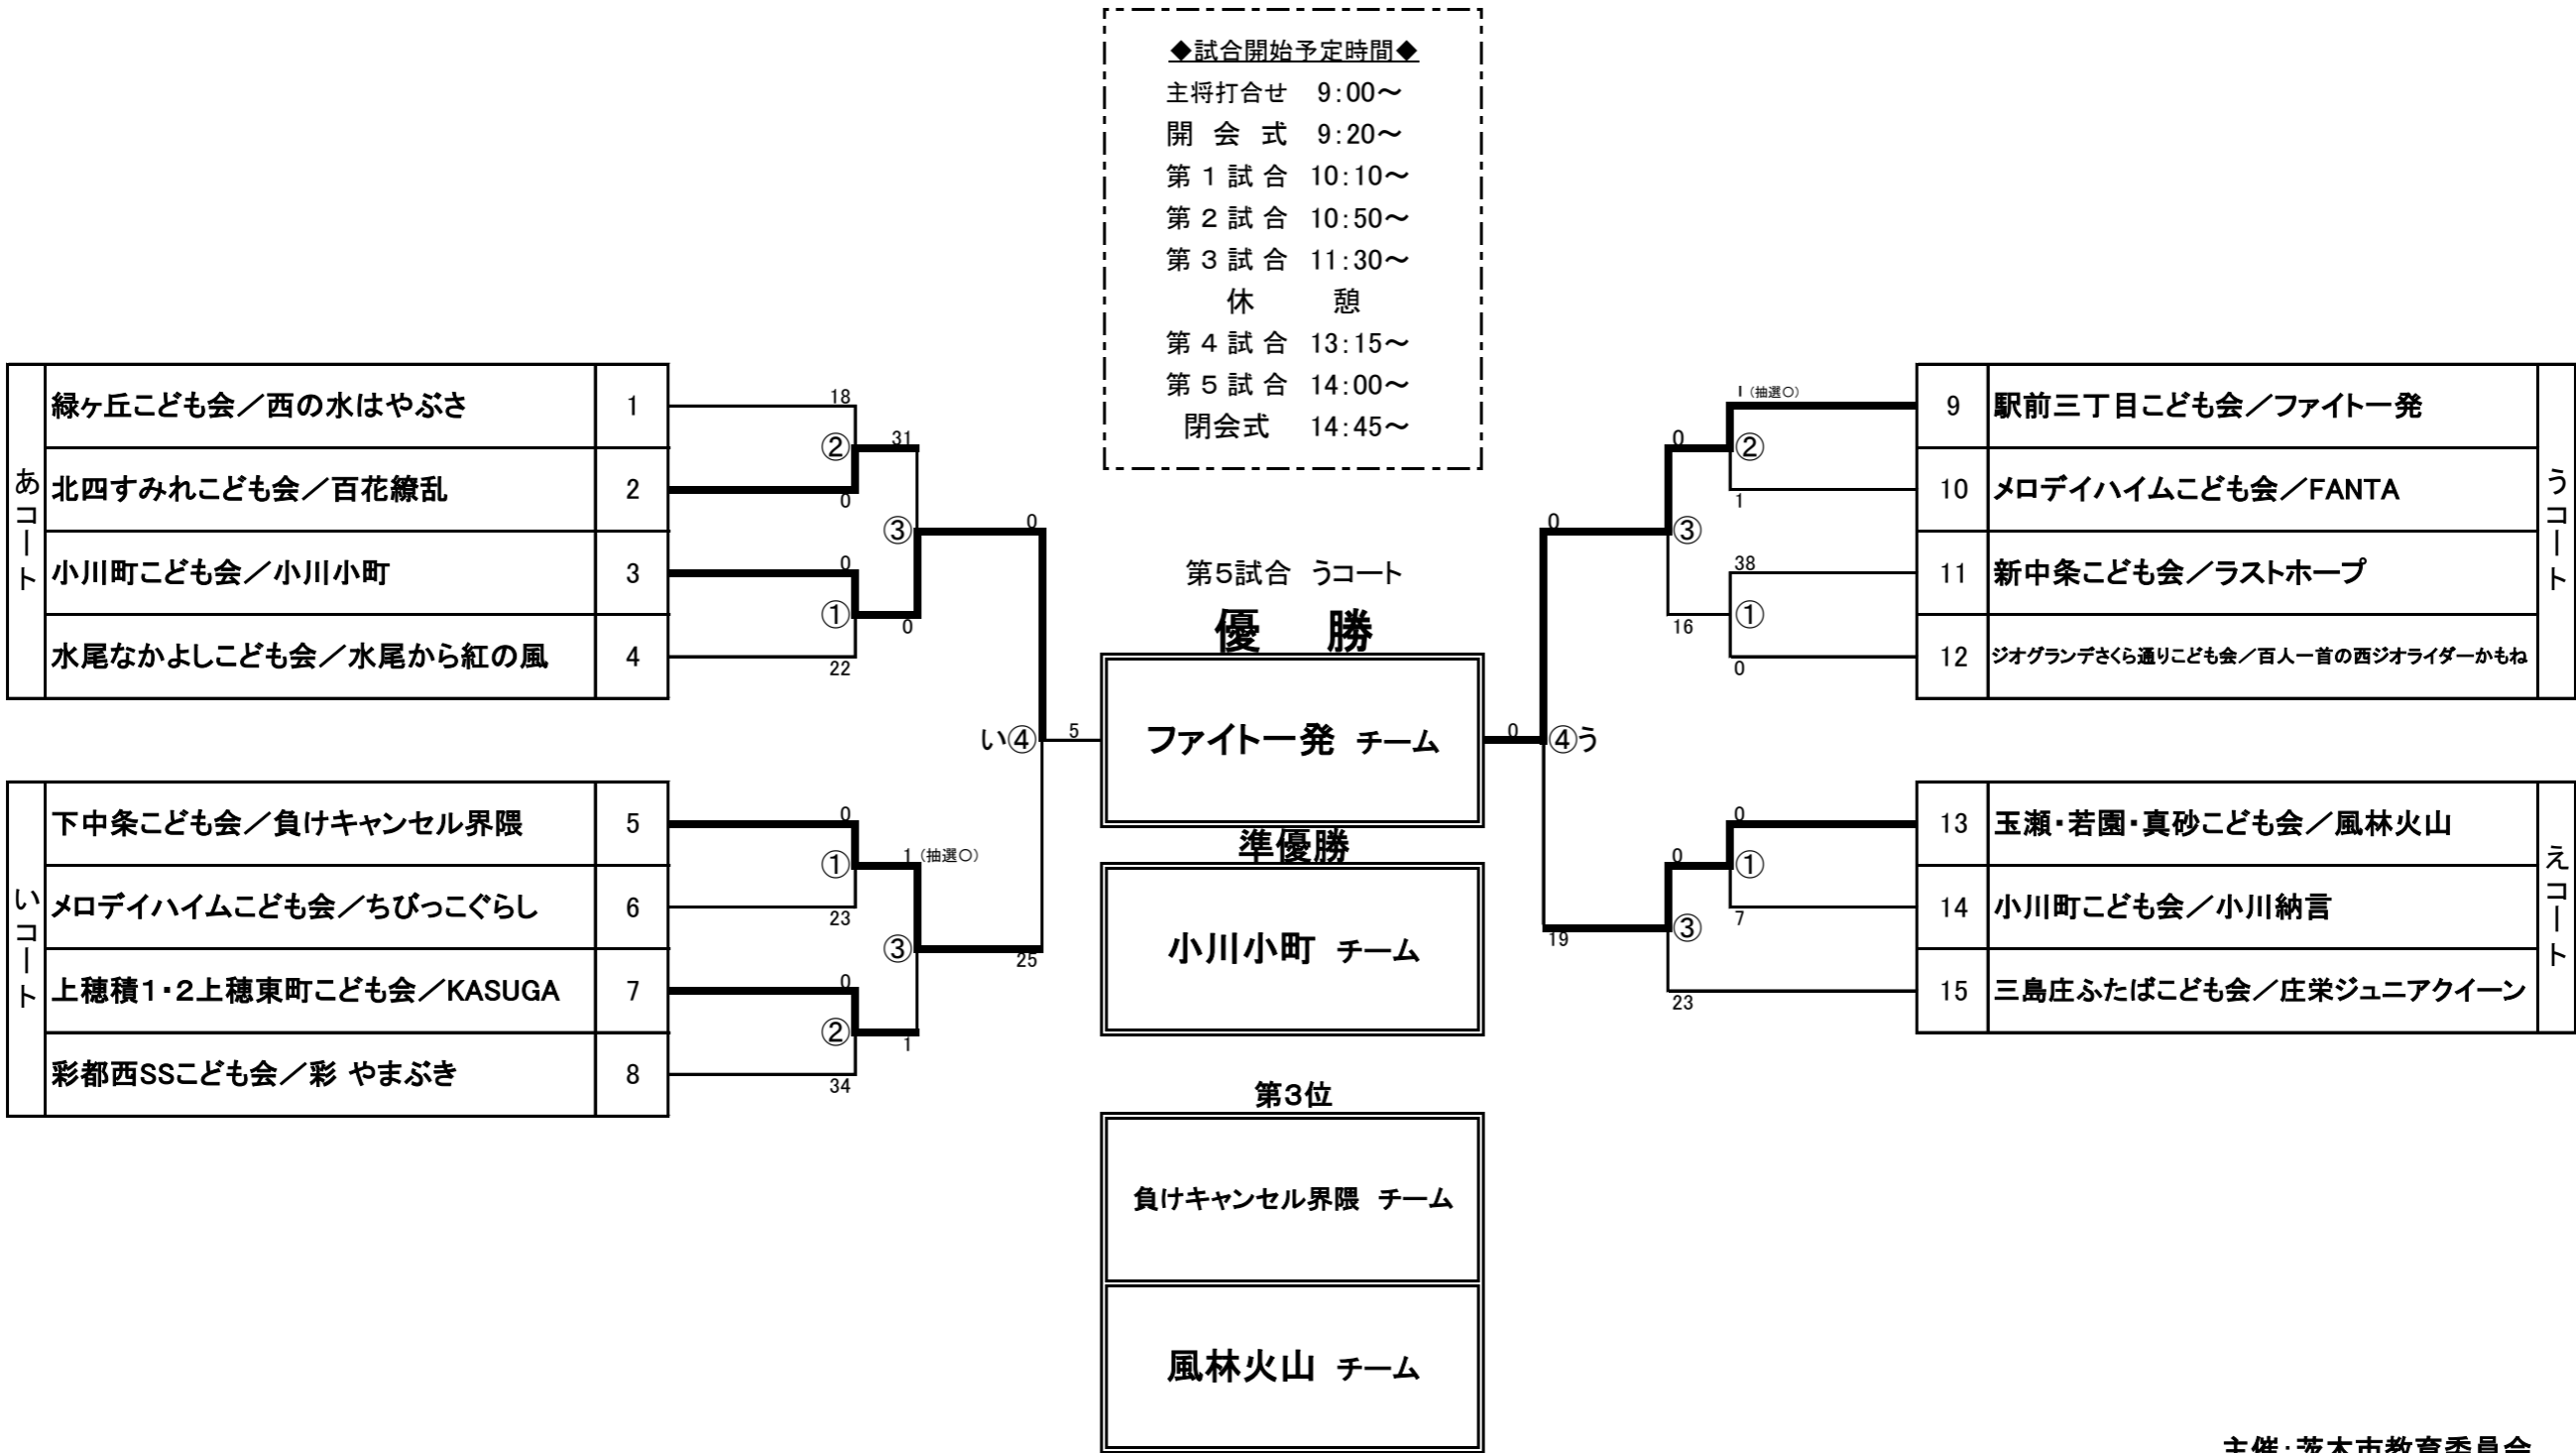 ◆試合開始予定時間◆
主将打合せ 9:00～
開 会 式 9:20～
第 1 試 合 10:10～
第 2 試 合 10:50～
第 3 試 合 11:30～
休 憩
第 4 試 合 13:15～
第 5 試 合 14:00～
閉会式 14:45～
あコート
緑ヶ丘こども会／西の水はやぶさ 1
北四すみれこども会／百花繚乱 2
小川町こども会／小川小町 3
水尾なかよしこども会／水尾から紅の風 4
18
②
31
0
③
0
0
①
0
22
いコート
下中条こども会／負けキャンセル界隈 5
メロデイハイムこども会／ちびっこぐらし 6
上穂積1・2上穂東町こども会／KASUGA 7
彩都西SSこども会／彩 やまぶき 8
0
①
1 (抽選○)
23
③
25
0
②
1
34
い④
5
第5試合 うコート
優 勝
ファイト一発 チーム
準優勝
小川小町 チーム
第3位
負けキャンセル界隈 チーム
風林火山 チーム
0
④う
0
19
1 (抽選○)
0
②
1
③
38
16
①
0
うコート
9 駅前三丁目こども会／ファイト一発
10 メロデイハイムこども会／FANTA
11 新中条こども会／ラストホープ
12 ジオグランデさくら通りこども会／百人一首の西ジオライダーかもね
0
0
①
7
③
23
えコート
13 玉瀬・若園・真砂こども会／風林火山
14 小川町こども会／小川納言
15 三島庄ふたばこども会／庄栄ジュニアクイーン
主催：茨木市教育委員会